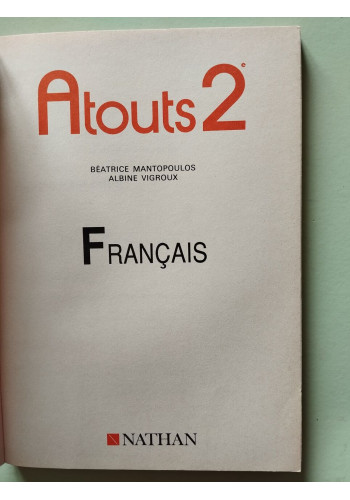 Atouts 2e
BÉATRICE MANTOPOULOS
ALBINE VIGROUX
FRANÇAIS
NATHAN